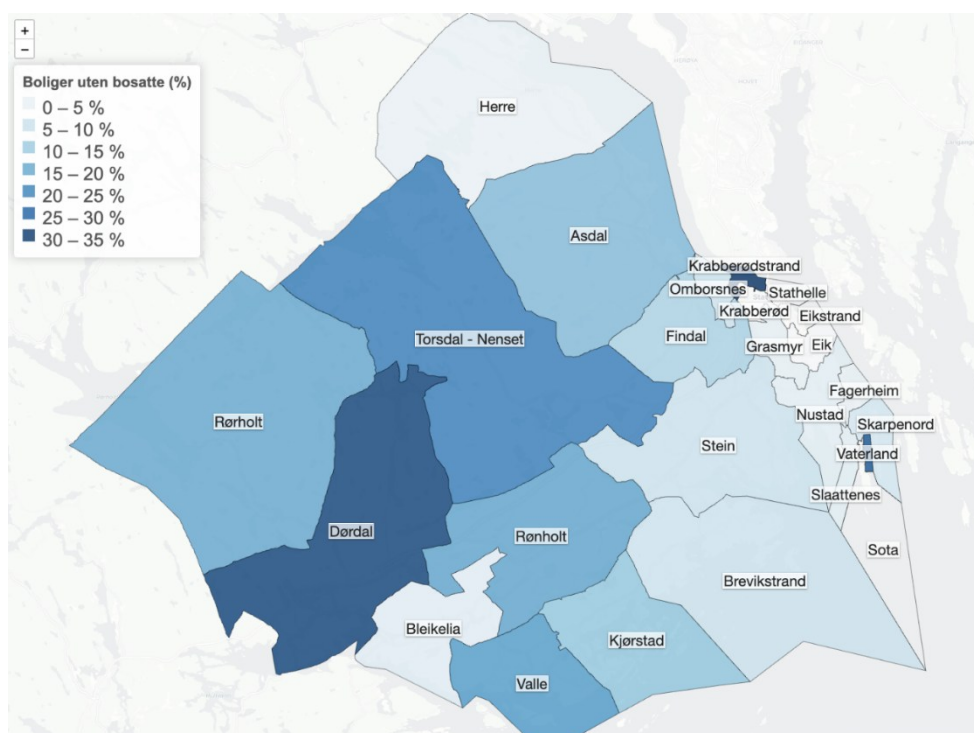 +
−
Boliger uten bosatte (%)
0 – 5 %
5 – 10 %
10 – 15 %
15 – 20 %
20 – 25 %
25 – 30 %
30 – 35 %
Herre
Asdal
Krabberødstrand
Omborsnes
Stathelle
Krabberød
Eikstrand
Torsdal - Nenset
Findal
Grasmyr
Eik
Fagerheim
Rørholt
Nustad
Skarpenord
Stein
Vaterland
Slaattenes
Dørdal
Rønholt
Sota
Brevikstrand
Bleikelia
Kjørstad
Valle